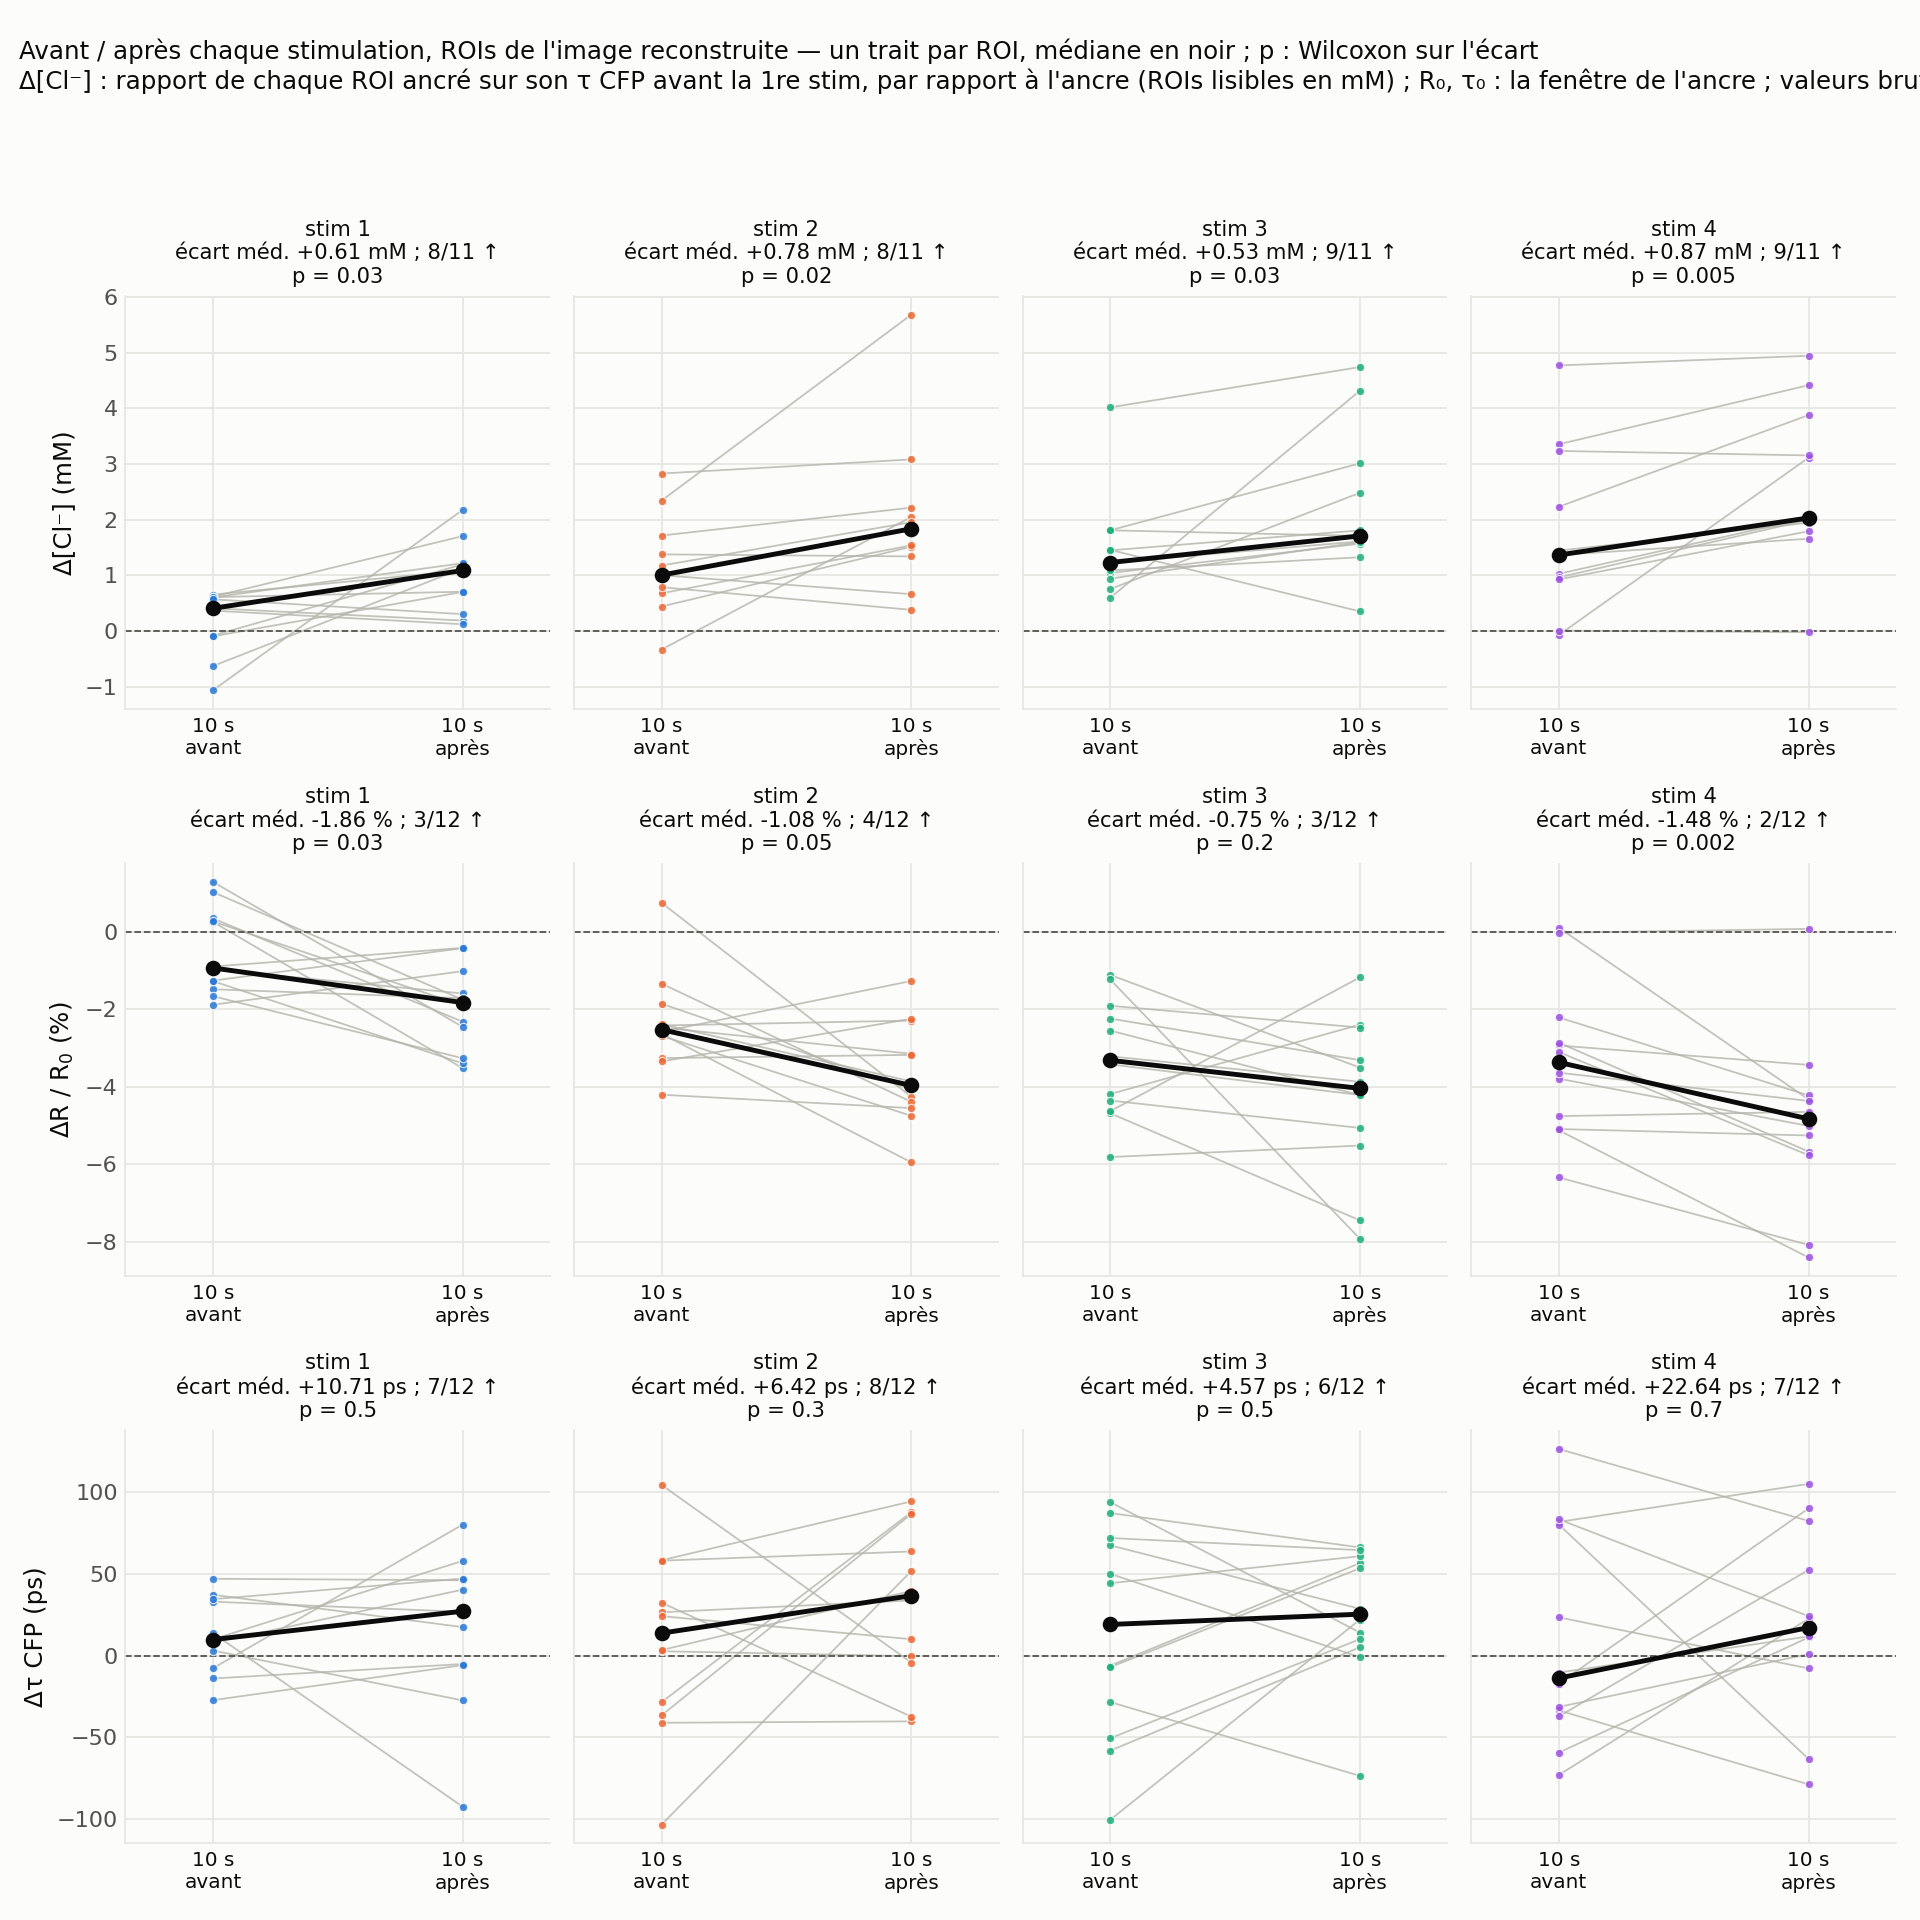 Avant / après chaque stimulation, ROIs de l'image reconstruite — un trait par ROI, médiane en noir ; p : Wilcoxon sur l'écart
Δ[Cl⁻] : rapport de chaque ROI ancré sur son τ CFP avant la 1re stim, par rapport à l'ancre (ROIs lisibles en mM) ; R₀, τ₀ : la fenêtre de l'ancre ; valeurs bru
stim 1
écart méd. +0.61 mM ; 8/11 ↑
p = 0.03
stim 2
écart méd. +0.78 mM ; 8/11 ↑
p = 0.02
stim 3
écart méd. +0.53 mM ; 9/11 ↑
p = 0.03
stim 4
écart méd. +0.87 mM ; 9/11 ↑
p = 0.005
Δ[Cl⁻] (mM)
6
5
4
3
2
1
0
−1
10 s
avant
10 s
après
10 s
avant
10 s
après
10 s
avant
10 s
après
10 s
avant
10 s
après
stim 1
écart méd. -1.86 % ; 3/12 ↑
p = 0.03
stim 2
écart méd. -1.08 % ; 4/12 ↑
p = 0.05
stim 3
écart méd. -0.75 % ; 3/12 ↑
p = 0.2
stim 4
écart méd. -1.48 % ; 2/12 ↑
p = 0.002
ΔR / R₀ (%)
0
−2
−4
−6
−8
10 s
avant
10 s
après
10 s
avant
10 s
après
10 s
avant
10 s
après
10 s
avant
10 s
après
stim 1
écart méd. +10.71 ps ; 7/12 ↑
p = 0.5
stim 2
écart méd. +6.42 ps ; 8/12 ↑
p = 0.3
stim 3
écart méd. +4.57 ps ; 6/12 ↑
p = 0.5
stim 4
écart méd. +22.64 ps ; 7/12 ↑
p = 0.7
Δτ CFP (ps)
100
50
0
−50
−100
10 s
avant
10 s
après
10 s
avant
10 s
après
10 s
avant
10 s
après
10 s
avant
10 s
après